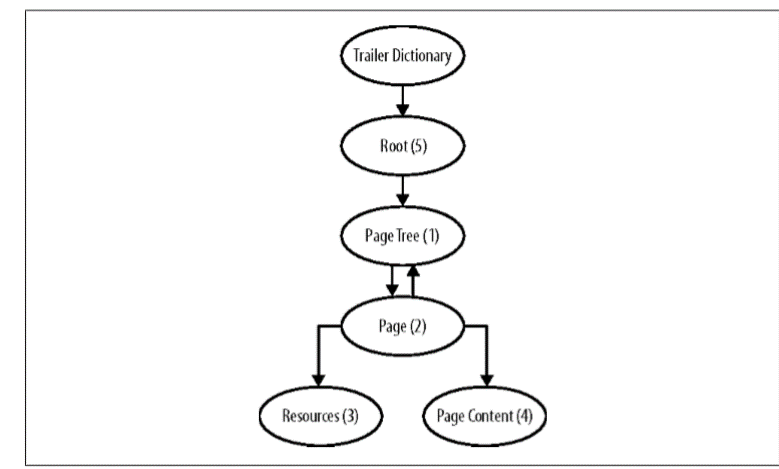 Trailer Dictionary
Root (5)
Page Tree (1)
Page (2)
Resources (3)
Page Content (4)